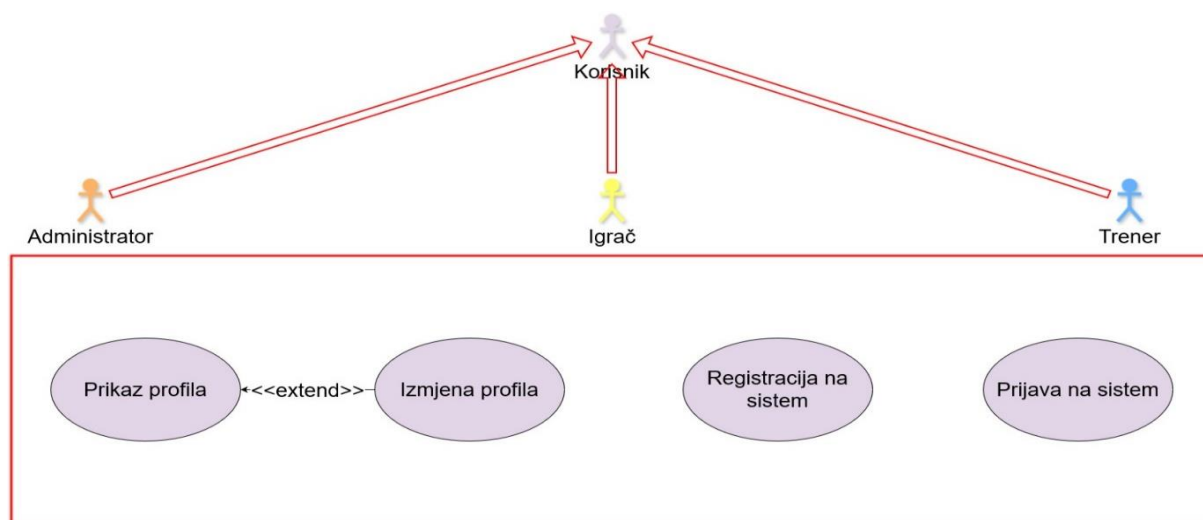 Korisnik
Administrator
Igrač
Trener
Prikaz profila
<<extend>>
Izmjena profila
Registracija na
sistem
Prijava na sistem